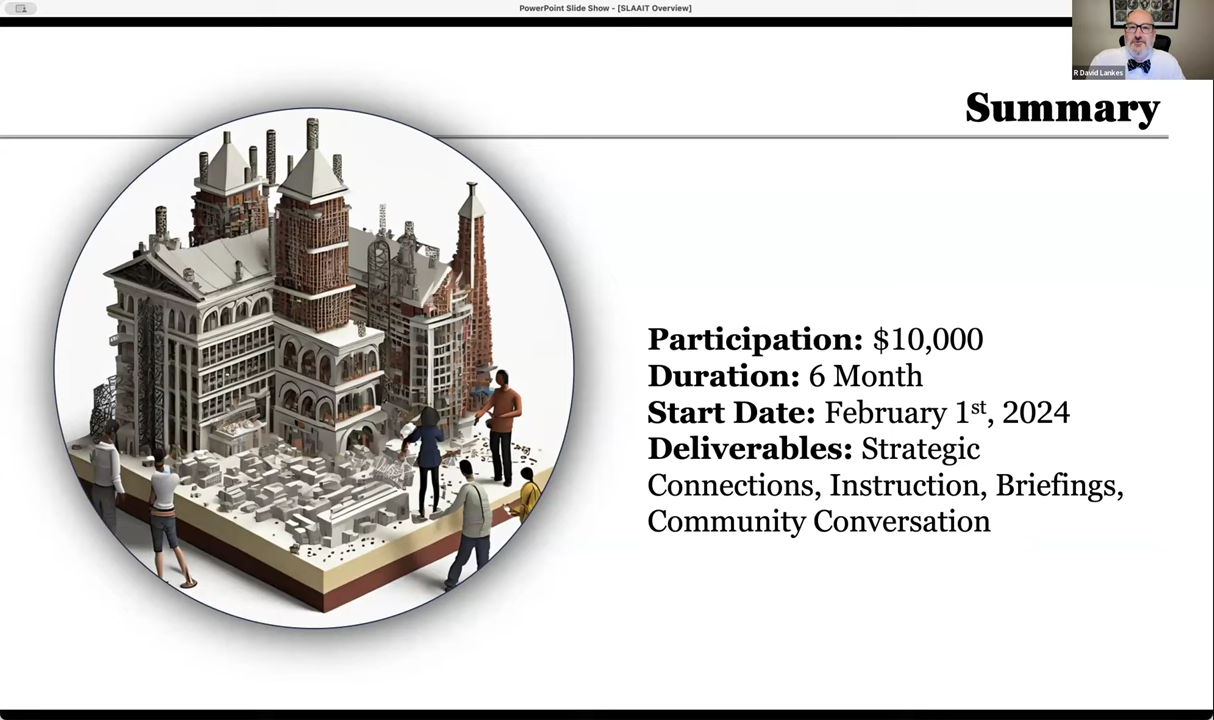 PowerPoint Slide Show - [SLAAIT Overview]
R David Lankes
Summary
Participation: $10,000
Duration: 6 Month
Start Date: February 1st, 2024
Deliverables: Strategic
Connections, Instruction, Briefings,
Community Conversation